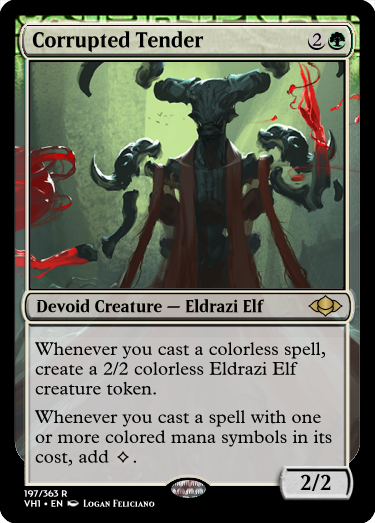 Corrupted Tender 2
Devoid Creature — Eldrazi Elf
Whenever you cast a colorless spell,
create a 2/2 colorless Eldrazi Elf
creature token.
Whenever you cast a spell with one
or more colored mana symbols in its
cost, add .
2/2
197/363 R
VH1 • EN Logan Feliciano